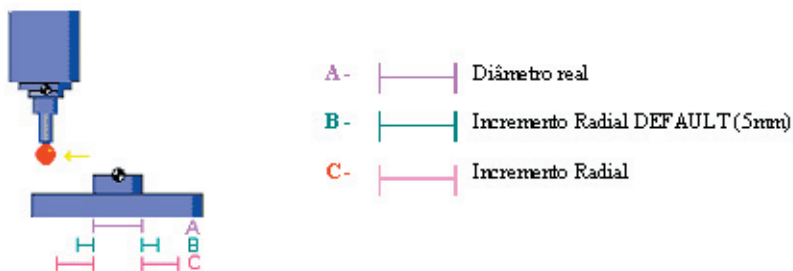 A - Diâmetro real
B - Incremento Radial DEFAULT (5mm)
C - Incremento Radial
A
B
C